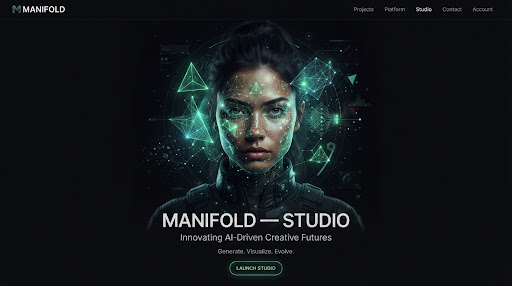 MANIFOLD
Projects Platform Studio Contact Account
MANIFOLD — STUDIO
Innovating AI-Driven Creative Futures
Generate. Visualize. Evolve.
LAUNCH STUDIO